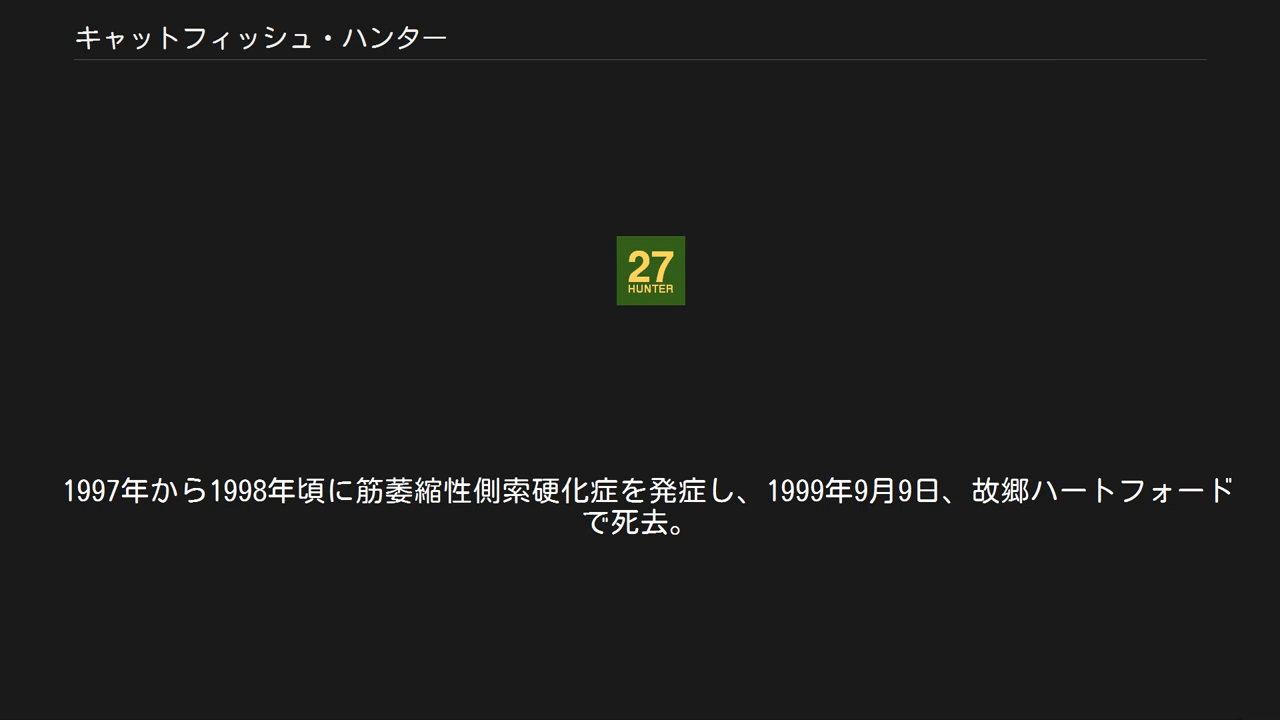 キャットフィッシュ・ハンター
27
HUNTER
1997年から1998年頃に筋萎縮性側索硬化症を発症し、1999年9月9日、故郷ハートフォード
で死去。